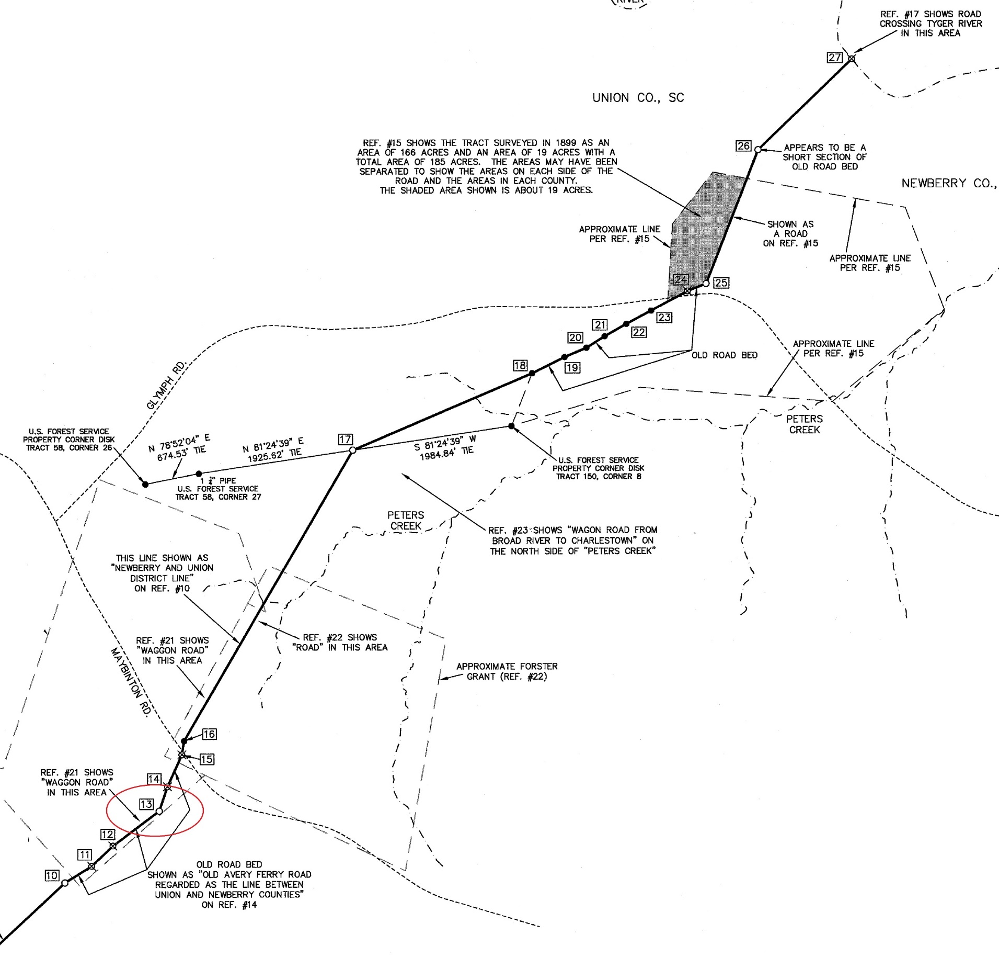 RIVER
REF. #17 SHOWS ROAD
CROSSING TYGER RIVER
IN THIS AREA
27
UNION CO., SC
26
APPEARS TO BE A
SHORT SECTION OF
OLD ROAD BED
REF. #15 SHOWS THE TRACT SURVEYED IN 1899 AS AN
AREA OF 166 ACRES AND AN AREA OF 19 ACRES WITH A
TOTAL AREA OF 185 ACRES. THE AREAS MAY HAVE BEEN
SEPARATED TO SHOW THE AREAS ON EACH SIDE OF THE
ROAD AND THE AREAS IN EACH COUNTY.
THE SHADED AREA SHOWN IS ABOUT 19 ACRES.
NEWBERRY CO.,
APPROXIMATE LINE
PER REF. #15
SHOWN AS
A ROAD
ON REF. #15
APPROXIMATE LINE
PER REF. #15
24
25
23
21
22
20
19
18
OLD ROAD BED
APPROXIMATE LINE
PER REF. #15
GLYMPH RD.
PETERS
CREEK
U.S. FOREST SERVICE
PROPERTY CORNER DISK
TRACT 58, CORNER 26
N 78°52'04" E
674.53' TIE
N 81°24'39" E
1925.62' TIE
17
S 81°24'39" W
1984.84' TIE
U.S. FOREST SERVICE
PROPERTY CORNER DISK
TRACT 150, CORNER 8
1 ¼" PIPE
U.S. FOREST SERVICE
TRACT 58, CORNER 27
PETERS
CREEK
REF. #23 SHOWS "WAGON ROAD FROM
BROAD RIVER TO CHARLESTOWN" ON
THE NORTH SIDE OF "PETERS CREEK"
THIS LINE SHOWN AS
"NEWBERRY AND UNION
DISTRICT LINE"
ON REF. #10
REF. #21 SHOWS
"WAGGON ROAD"
IN THIS AREA
REF. #22 SHOWS
"ROAD" IN THIS AREA
MAYBINTON RD.
APPROXIMATE FORSTER
GRANT (REF. #22)
16
15
REF. #21 SHOWS
"WAGGON ROAD"
IN THIS AREA
14
13
12
11
10
OLD ROAD BED
SHOWN AS "OLD AVERY FERRY ROAD
REGARDED AS THE LINE BETWEEN
UNION AND NEWBERRY COUNTIES"
ON REF. #14